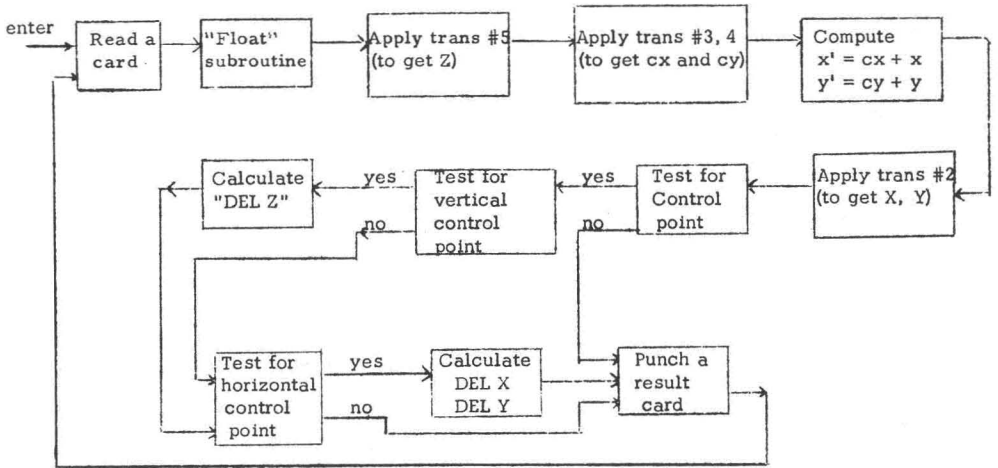 enter
Read a
card
"Float"
subroutine
Apply trans #5
(to get Z)
Apply trans #3, 4
(to get cx and cy)
Compute
x' = cx + x
y' = cy + y
Apply trans #2
(to get X, Y)
Test for
Control
point
yes
no
Test for
vertical
control
point
yes
no
Calculate
"DEL Z"
Test for
horizontal
control
point
yes
no
Calculate
DEL X
DEL Y
Punch a
result
card